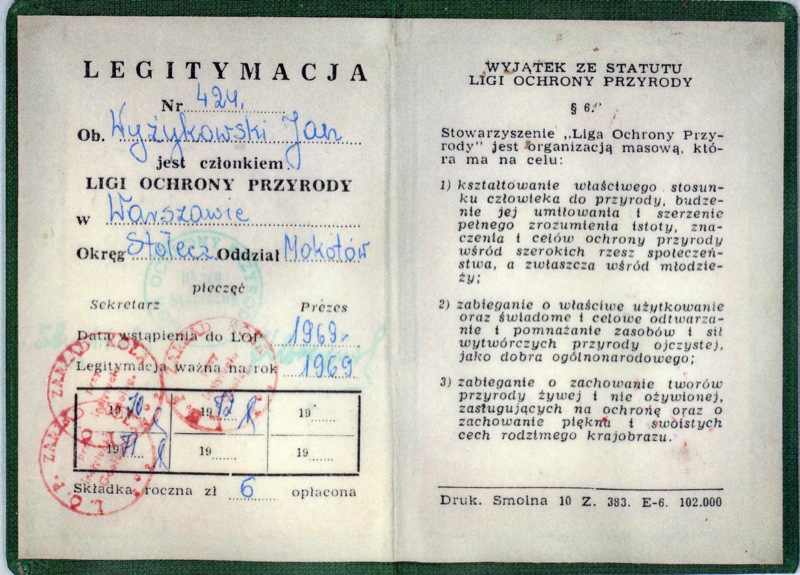 LEGITYMACJA
Nr 424.
Ob. Wyżykowski Jan
jest członkiem
LIGI OCHRONY PRZYRODY
w Warszawie
Okręg Stołecz. Oddział Mokotów
pieczęć
Sekretarz Prezes
Data wstąpienia do LOP 1969.
Legitymacja ważna na rok 1969
1970 1972 19
1971 19 19
Składka roczna zł 6 opłacona
WYJĄTEK ZE STATUTU
LIGI OCHRONY PRZYRODY
§ 6.
Stowarzyszenie „Liga Ochrony Przy-
rody" jest organizacją masową, któ-
ra ma na celu:
1) kształtowanie właściwego stosun-
ku człowieka do przyrody, budze-
nie jej umiłowania i szerzenie
pełnego zrozumienia istoty, zna-
czenia i celów ochrony przyrody
wśród szerokich rzesz społeczeń-
stwa, a zwłaszcza wśród młodzie-
ży;
2) zabieganie o właściwe użytkowanie
oraz świadome i celowe odtwarza-
nie i pomnażanie zasobów i sił
wytwórczych przyrody ojczystej,
jako dobra ogólnonarodowego;
3) zabieganie o zachowanie tworów
przyrody żywej i nie ożywionej,
zasługujących na ochronę oraz o
zachowanie piękna i swoistych
cech rodzimego krajobrazu.
Druk. Smolna 10 Z. 383. E-6. 102.000